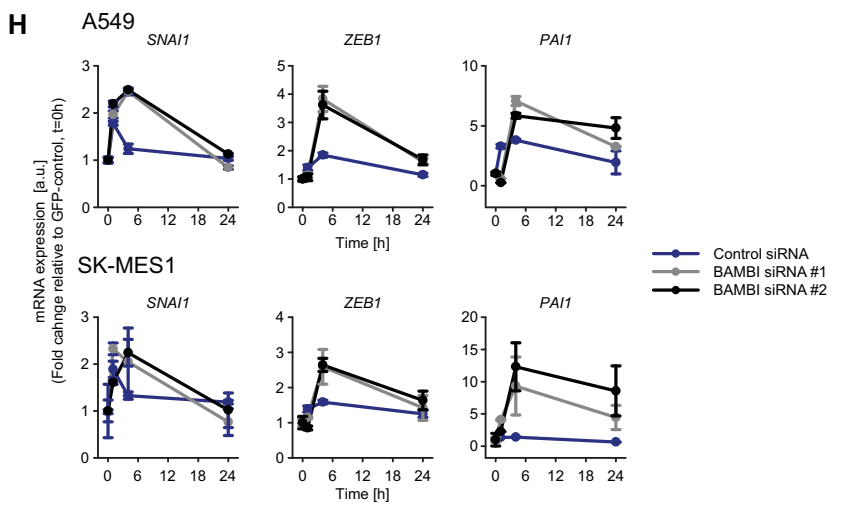 H
A549
SNAI1
ZEB1
PAI1
3
2
1
0
5
4
3
2
1
0
10
5
0
0 6 12 18 24
0 6 12 18 24
0 6 12 18 24
Time [h]
mRNA expression [a.u.]
(Fold cahnge relative to GFP-control, t=0h)
SK-MES1
SNAI1
ZEB1
PAI1
3
2
1
0
4
3
2
1
0
20
15
10
5
0
0 6 12 18 24
0 6 12 18 24
0 6 12 18 24
Time [h]
Control siRNA
BAMBI siRNA #1
BAMBI siRNA #2